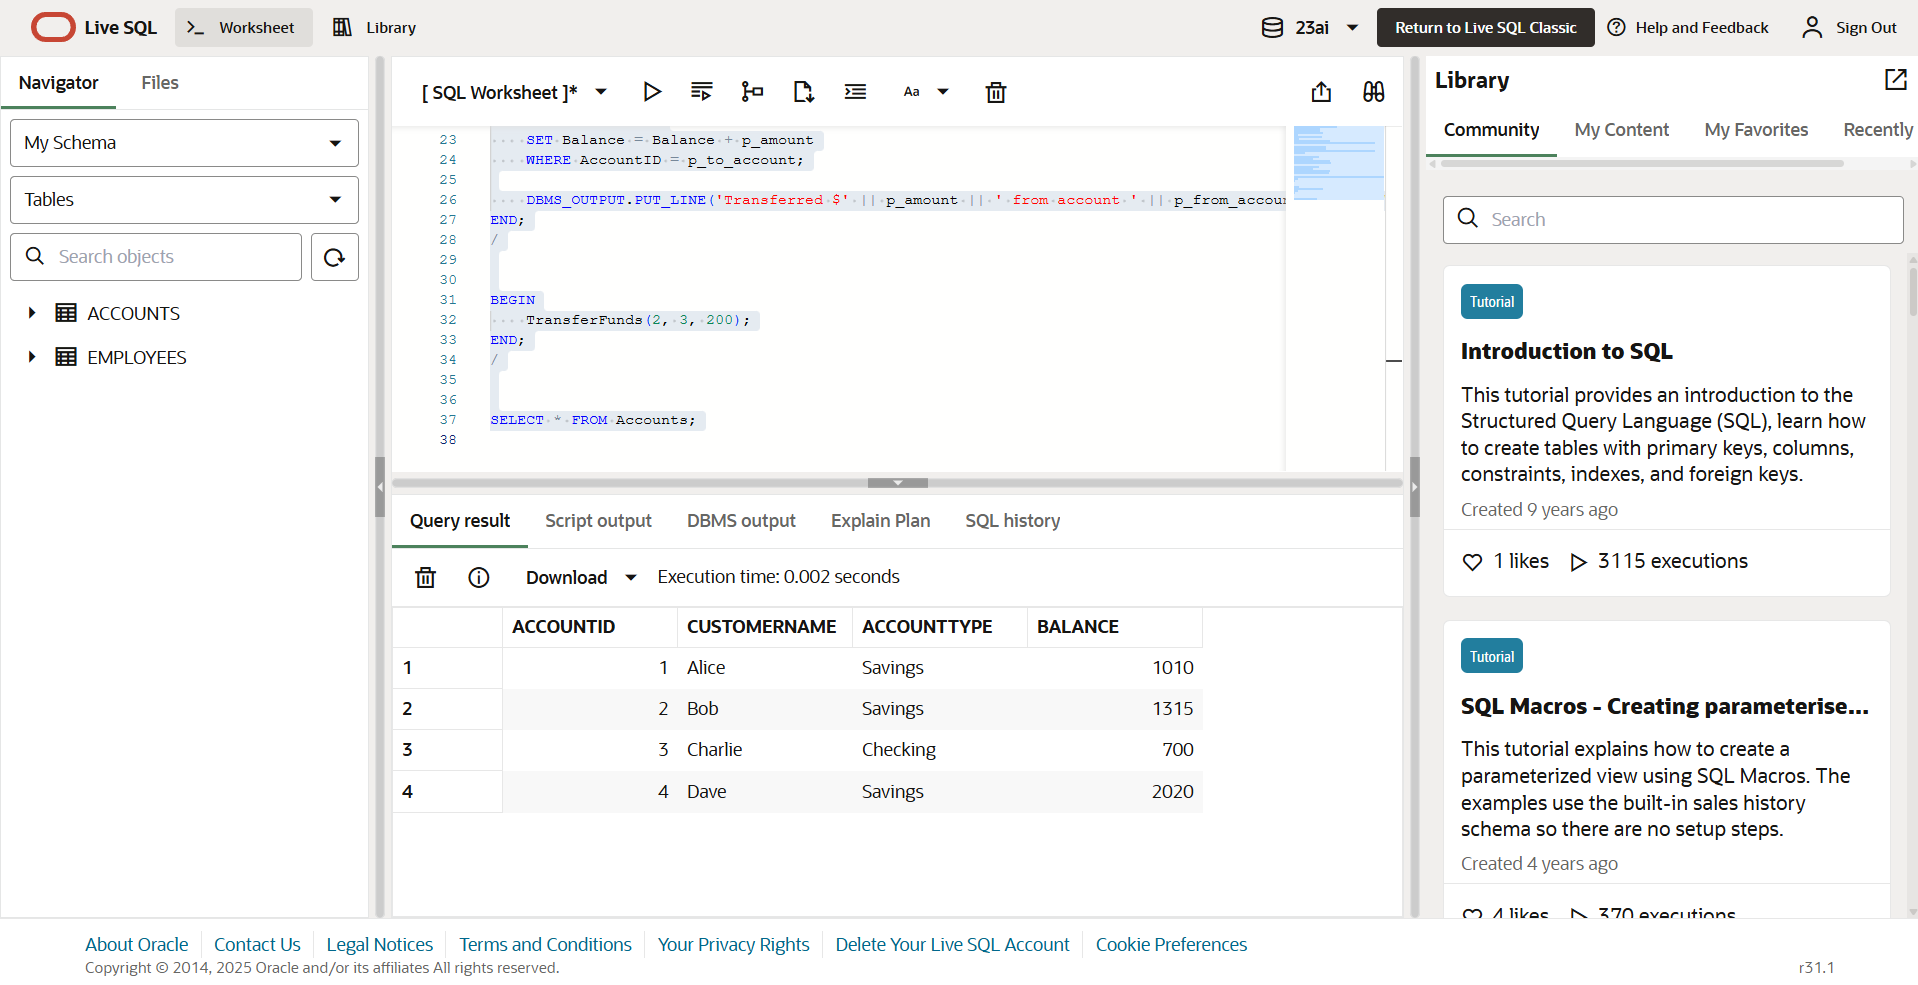 Live SQL
Worksheet
Library
23ai
Return to Live SQL Classic
Help and Feedback
Sign Out
Navigator
Files
My Schema
Tables
Search objects
ACCOUNTS
EMPLOYEES
[ SQL Worksheet ]*
Aa
23 SET Balance = Balance + p_amount
24 WHERE AccountID = p_to_account;
25
26 DBMS_OUTPUT.PUT_LINE('Transferred $' || p_amount || ' from account ' || p_from_accou
27 END;
28 /
29
30
31 BEGIN
32 TransferFunds(2, 3, 200);
33 END;
34 /
35
36
37 SELECT * FROM Accounts;
38
Query result
Script output
DBMS output
Explain Plan
SQL history
Download
Execution time: 0.002 seconds
ACCOUNTID CUSTOMERNAME ACCOUNTTYPE BALANCE
1 1 Alice Savings 1010
2 2 Bob Savings 1315
3 3 Charlie Checking 700
4 4 Dave Savings 2020
Library
Community
My Content
My Favorites
Recently
Search
Tutorial
Introduction to SQL
This tutorial provides an introduction to the
Structured Query Language (SQL), learn how
to create tables with primary keys, columns,
constraints, indexes, and foreign keys.
Created 9 years ago
1 likes
3115 executions
Tutorial
SQL Macros - Creating parameterise...
This tutorial explains how to create a
parameterized view using SQL Macros. The
examples use the built-in sales history
schema so there are no setup steps.
Created 4 years ago
4 likes
370 executions
About Oracle
Contact Us
Legal Notices
Terms and Conditions
Your Privacy Rights
Delete Your Live SQL Account
Cookie Preferences
Copyright © 2014, 2025 Oracle and/or its affiliates All rights reserved.
r31.1